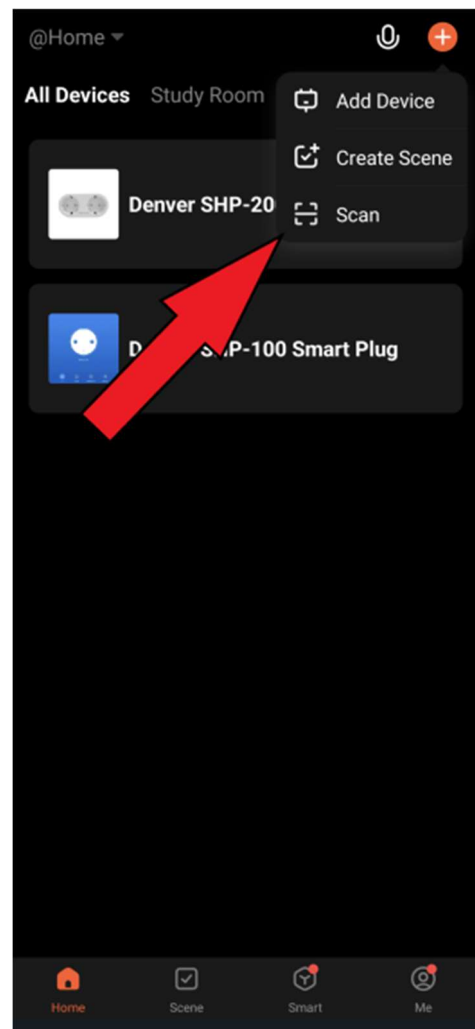 @Home
All Devices Study Room
Add Device
Create Scene
Scan
Denver SHP-20
SHP-100 Smart Plug
Home Scene Smart Me